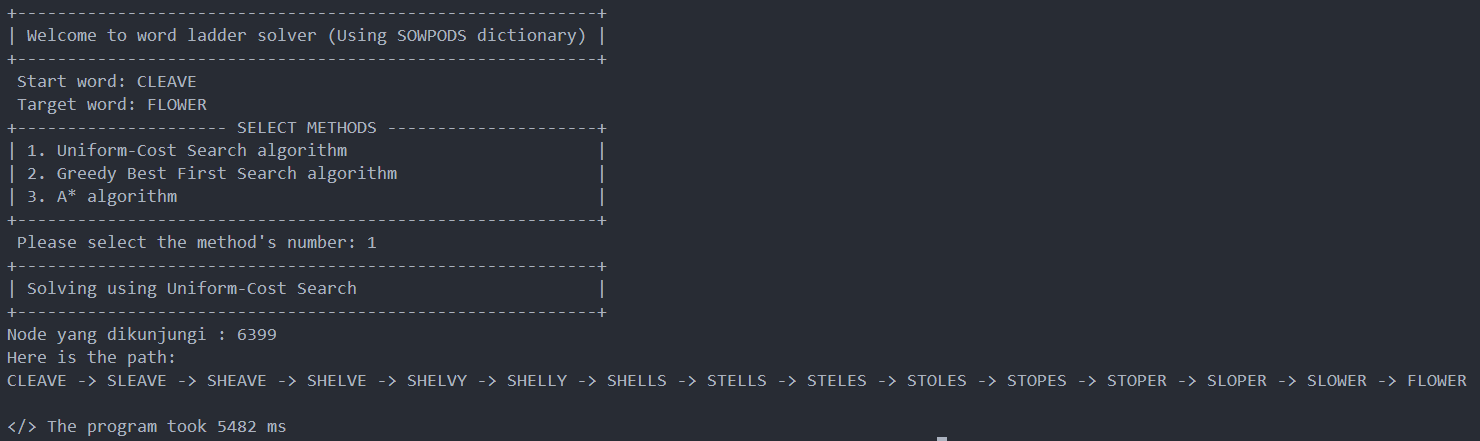 +----------------------------------------------------------+
| Welcome to word ladder solver (Using SOWPODS dictionary) |
+----------------------------------------------------------+
 Start word: CLEAVE
 Target word: FLOWER
+--------------------- SELECT METHODS ---------------------+
| 1. Uniform-Cost Search algorithm                         |
| 2. Greedy Best First Search algorithm                    |
| 3. A* algorithm                                          |
+----------------------------------------------------------+
 Please select the method's number: 1
+----------------------------------------------------------+
| Solving using Uniform-Cost Search                        |
+----------------------------------------------------------+
Node yang dikunjungi : 6399
Here is the path:
CLEAVE -> SLEAVE -> SHEAVE -> SHELVE -> SHELVY -> SHELLY -> SHELLS -> STELLS -> STELES -> STOLES -> STOPES -> STOPER -> SLOPER -> SLOWER -> FLOWER

</> The program took 5482 ms